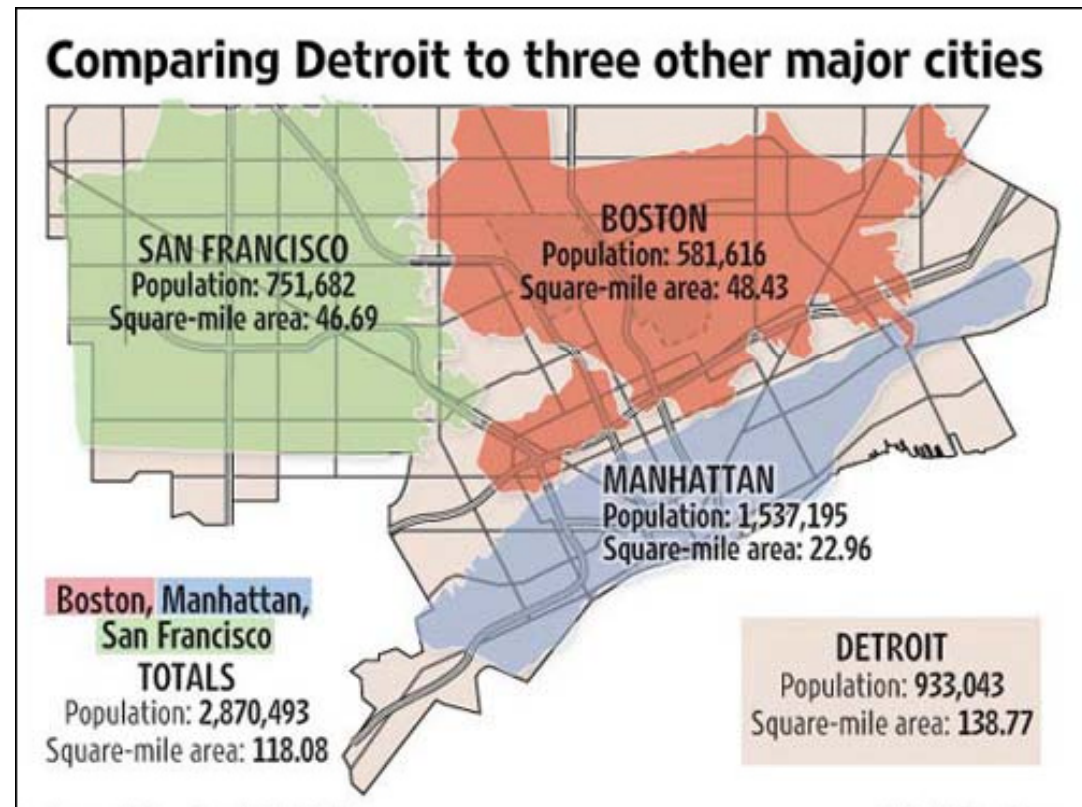 Comparing Detroit to three other major cities
SAN FRANCISCO
Population: 751,682
Square-mile area: 46.69
BOSTON
Population: 581,616
Square-mile area: 48.43
MANHATTAN
Population: 1,537,195
Square-mile area: 22.96
Boston, Manhattan,
San Francisco
TOTALS
Population: 2,870,493
Square-mile area: 118.08
DETROIT
Population: 933,043
Square-mile area: 138.77